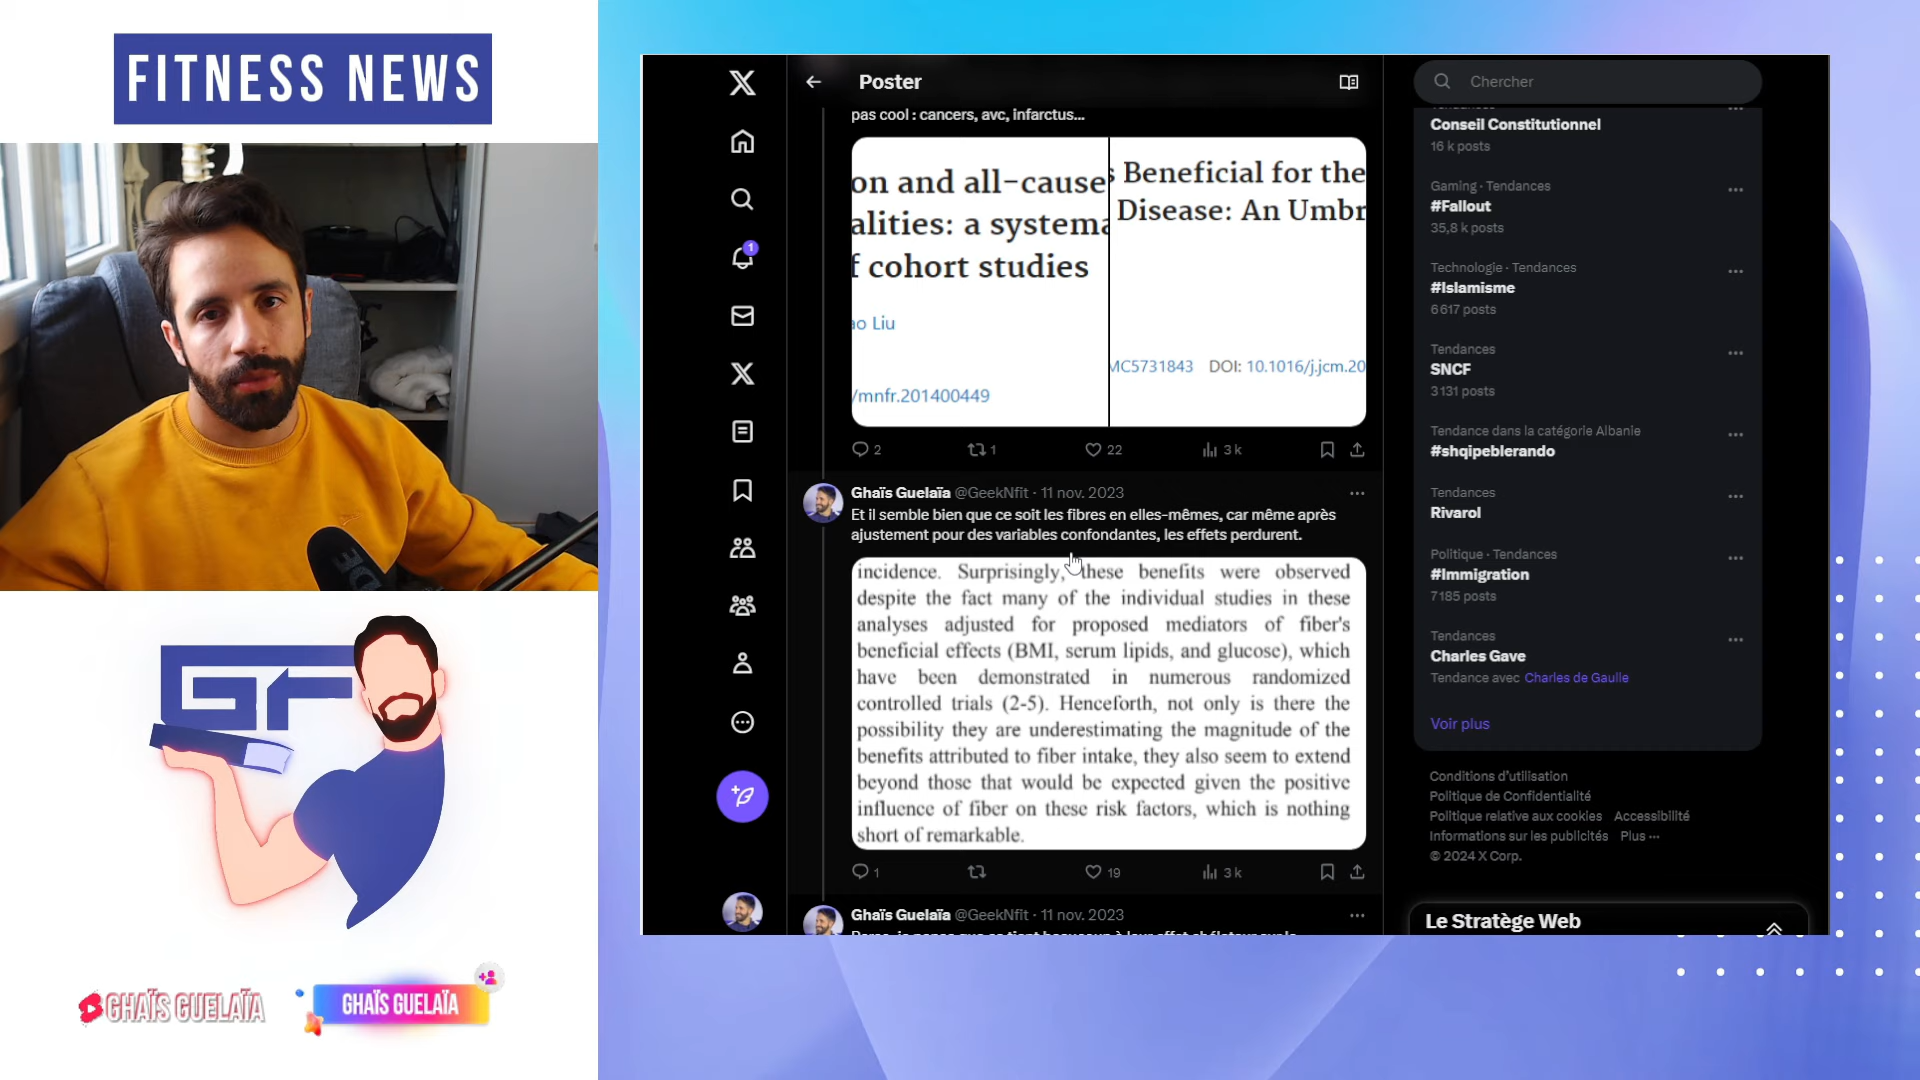 FITNESS NEWS
GF
GHAÏS GUELAÏA
GHAÏS GUELAÏA
Poster
pas cool : cancers, avc, infarctus...
on and all-cause
alities: a systema
f cohort studies
ao Liu
/mnfr.201400449
s Beneficial for the
Disease: An Umbr
MC5731843 DOI: 10.1016/j.jcm.20
2 1 22 3 k
Ghaïs Guelaïa @GeekNfit · 11 nov. 2023
Et il semble bien que ce soit les fibres en elles-mêmes, car même après
ajustement pour des variables confondantes, les effets perdurent.
incidence. Surprisingly, these benefits were observed
despite the fact many of the individual studies in these
analyses adjusted for proposed mediators of fiber's
beneficial effects (BMI, serum lipids, and glucose), which
have been demonstrated in numerous randomized
controlled trials (2-5). Henceforth, not only is there the
possibility they are underestimating the magnitude of the
benefits attributed to fiber intake, they also seem to extend
beyond those that would be expected given the positive
influence of fiber on these risk factors, which is nothing
short of remarkable.
1 19 3 k
Ghaïs Guelaïa @GeekNfit · 11 nov. 2023
Chercher
Tendances
Conseil Constitutionnel
16 k posts
Gaming · Tendances
#Fallout
35,8 k posts
Technologie · Tendances
#Islamisme
6 617 posts
Tendances
SNCF
3 131 posts
Tendance dans la catégorie Albanie
#shqipeblerando
Tendances
Rivarol
Politique · Tendances
#Immigration
7 185 posts
Tendances
Charles Gave
Tendance avec Charles de Gaulle
Voir plus
Conditions d'utilisation
Politique de Confidentialité
Politique relative aux cookies Accessibilité
Informations sur les publicités Plus ...
© 2024 X Corp.
Le Stratège Web